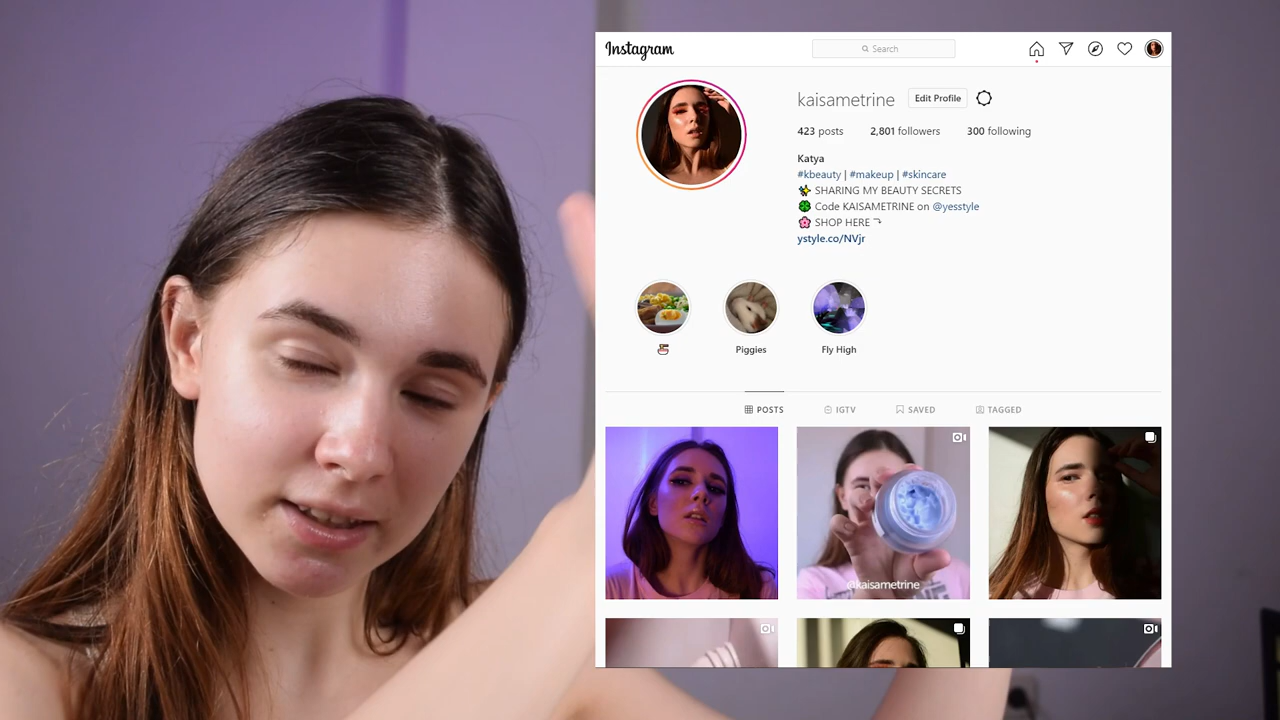 Instagram
Search
kaisametrine Edit Profile
423 posts 2,801 followers 300 following
Katya
#kbeauty | #makeup | #skincare
SHARING MY BEAUTY SECRETS
Code KAISAMETRINE on @yesstyle
SHOP HERE
ystyle.co/NVjr
Piggies Fly High
POSTS IGTV SAVED TAGGED
@kaisametrine